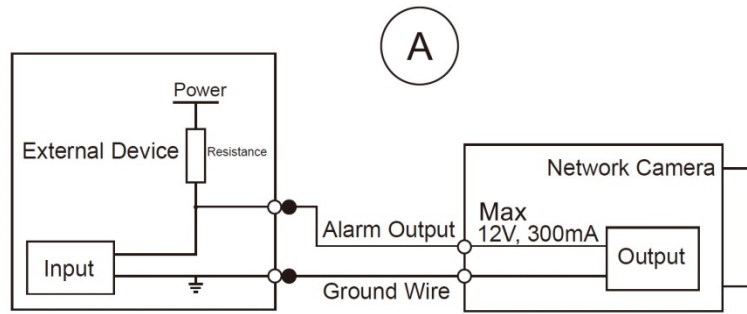 A
Power
External Device
Resistance
Network Camera
Max
12V, 300mA
Alarm Output
Output
Input
Ground Wire